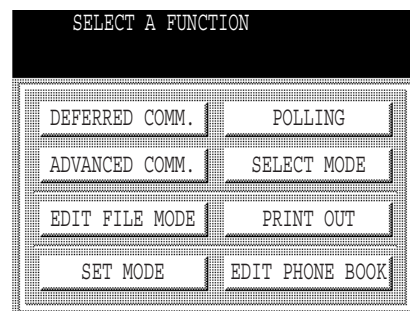 SELECT A FUNCTION
DEFERRED COMM. POLLING
ADVANCED COMM. SELECT MODE
EDIT FILE MODE PRINT OUT
SET MODE EDIT PHONE BOOK